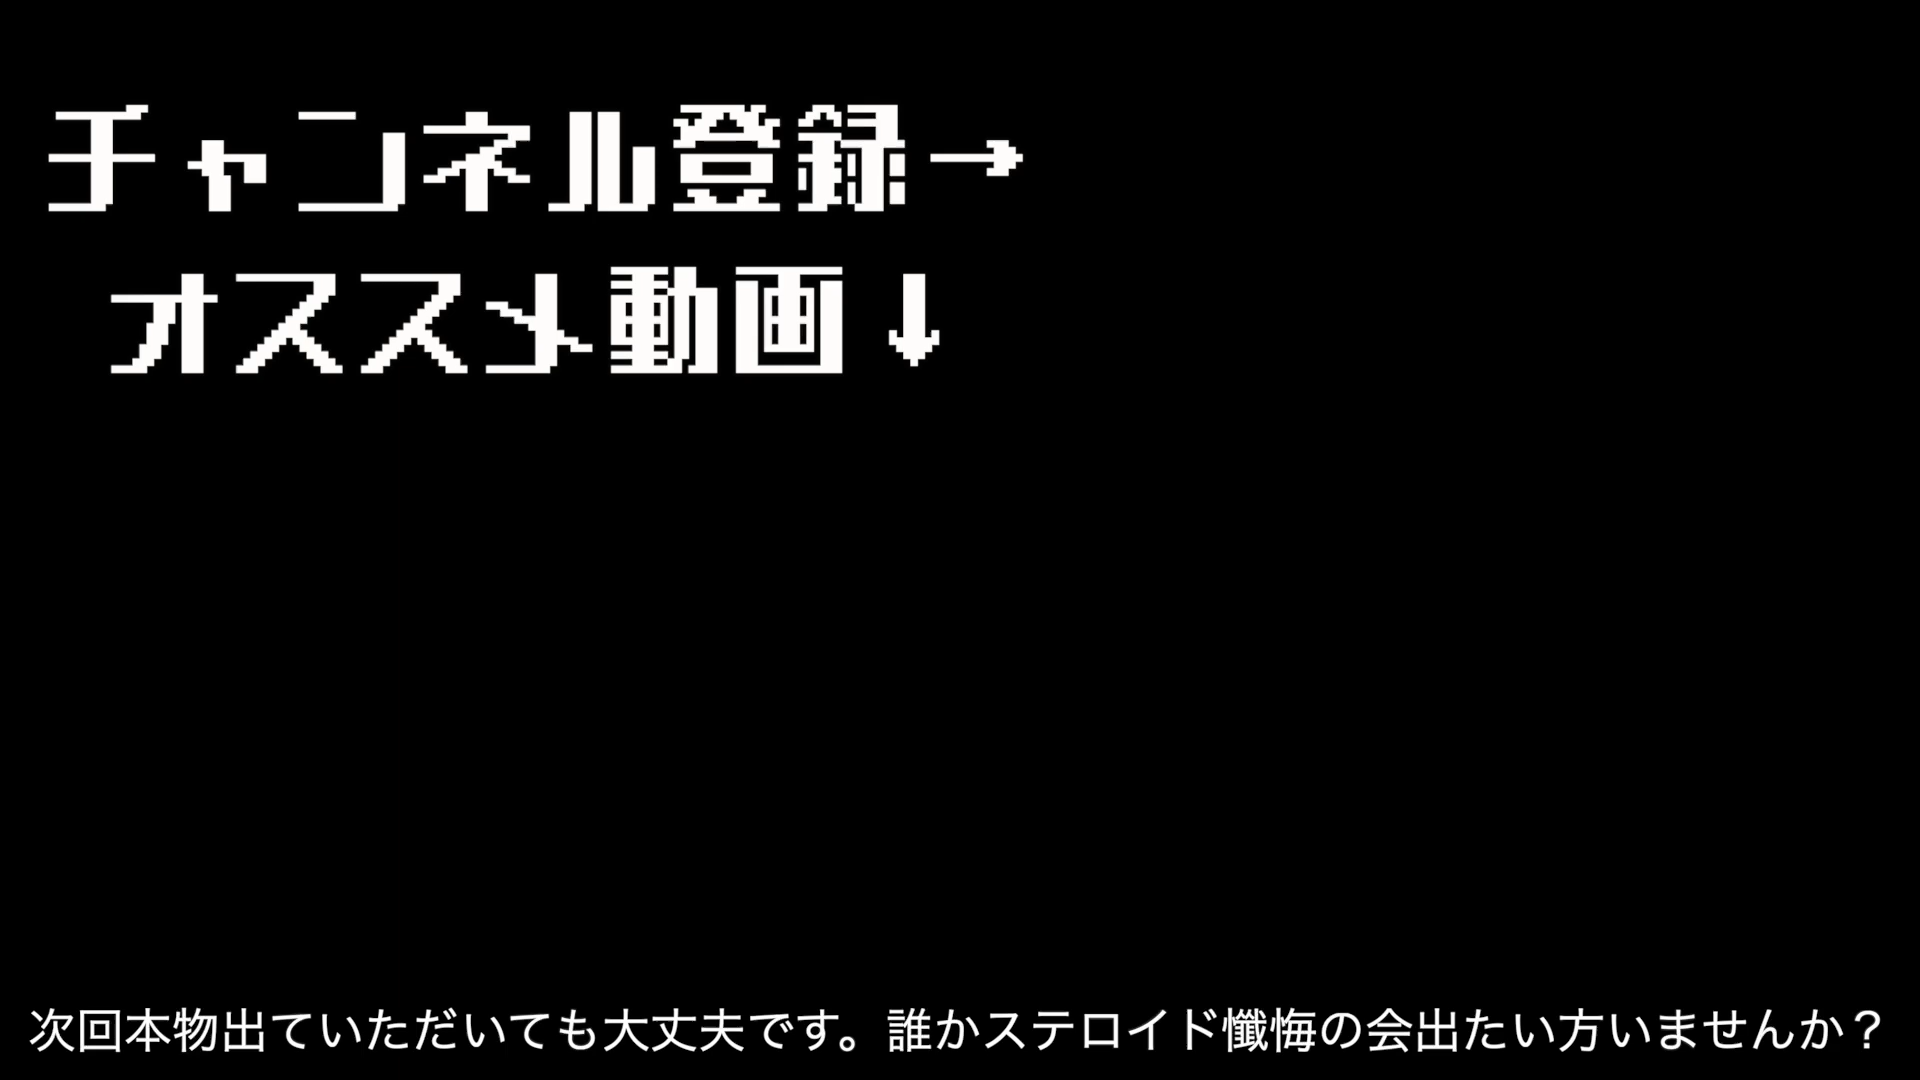 チャンネル登録→
オススメ動画↓
次回本物出ていただいても大丈夫です。誰かステロイド懺悔の会出たい方いませんか？